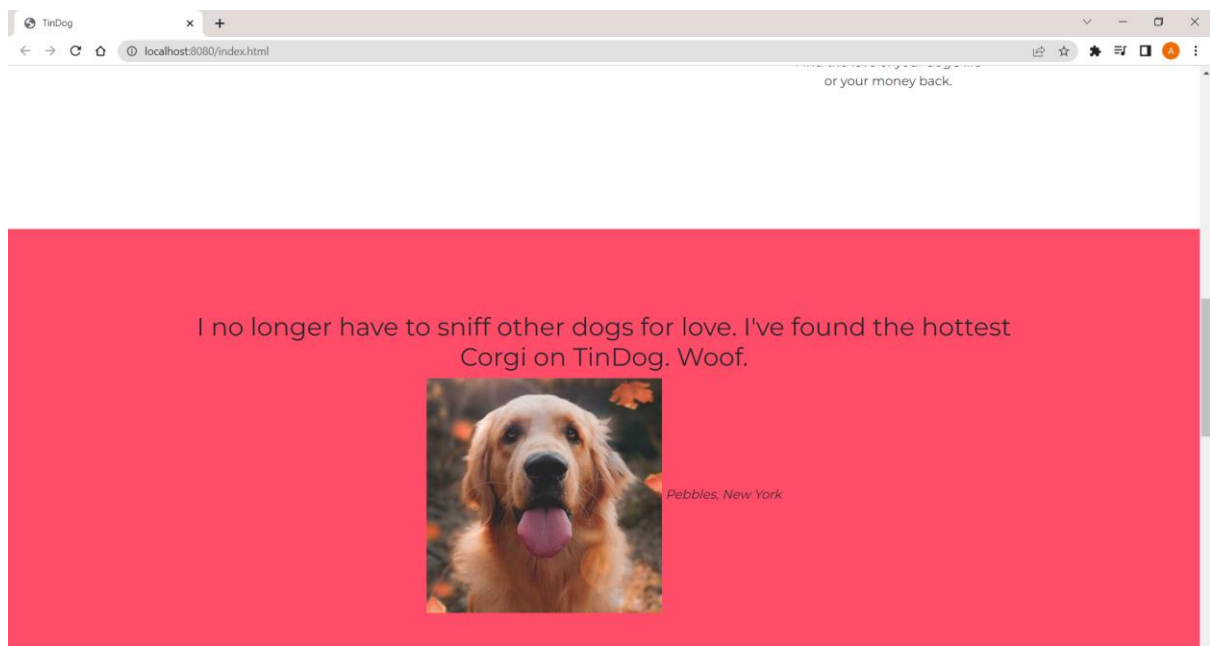 TinDog
localhost:8080/index.html
A
or your money back.
I no longer have to sniff other dogs for love. I've found the hottest
Corgi on TinDog. Woof.
Pebbles, New York